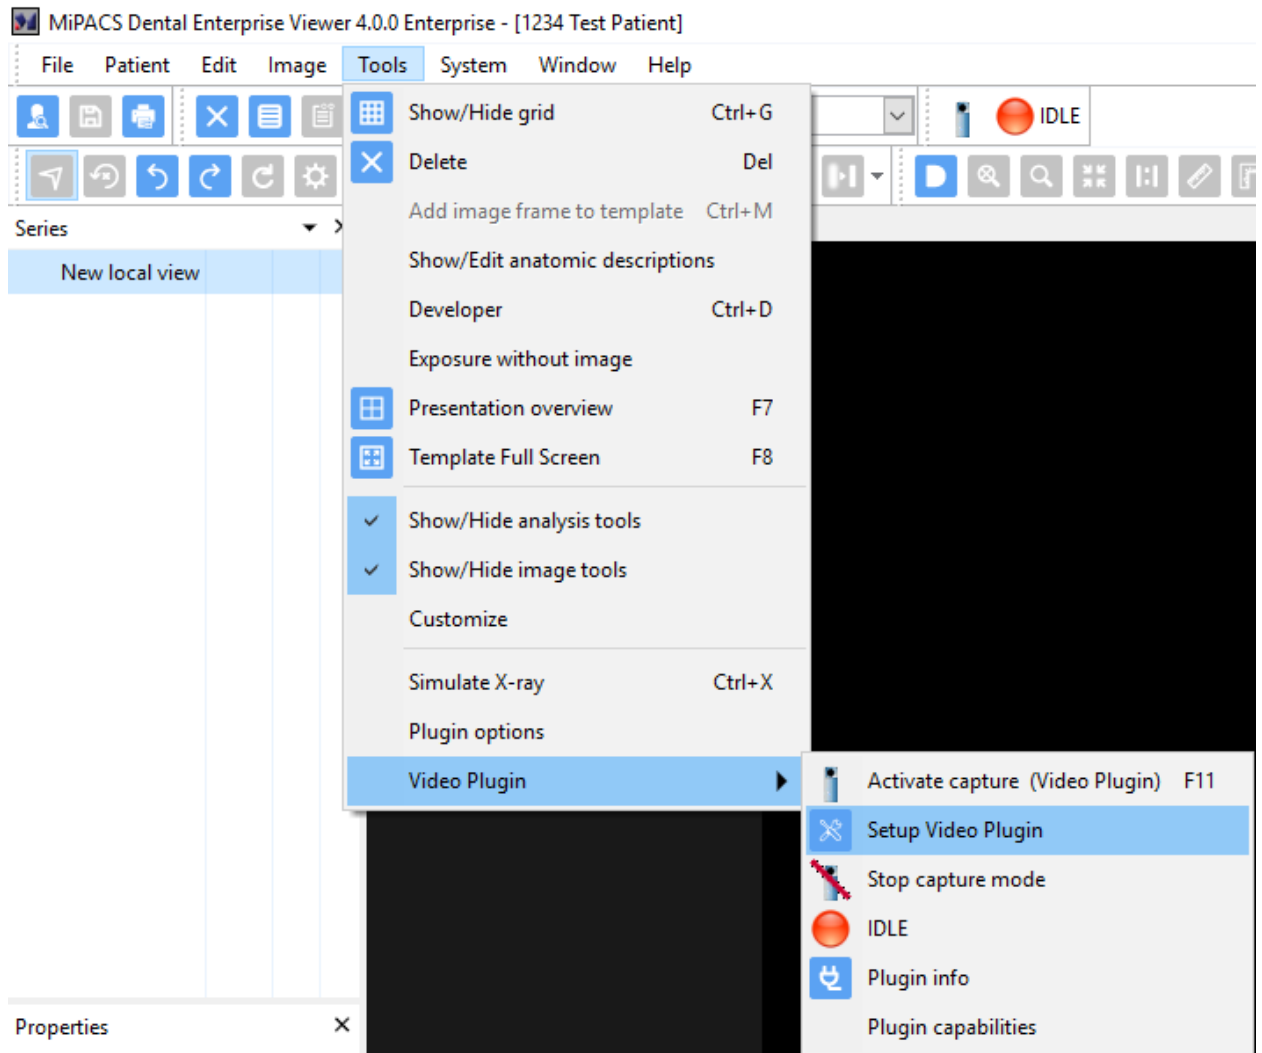 MiPACS Dental Enterprise Viewer 4.0.0 Enterprise - [1234 Test Patient]
File Patient Edit Image Tools System Window Help
IDLE
Series
New local view
Show/Hide grid Ctrl+G
Delete Del
Add image frame to template Ctrl+M
Show/Edit anatomic descriptions
Developer Ctrl+D
Exposure without image
Presentation overview F7
Template Full Screen F8
Show/Hide analysis tools
Show/Hide image tools
Customize
Simulate X-ray Ctrl+X
Plugin options
Video Plugin
Activate capture (Video Plugin) F11
Setup Video Plugin
Stop capture mode
IDLE
Plugin info
Plugin capabilities
Properties